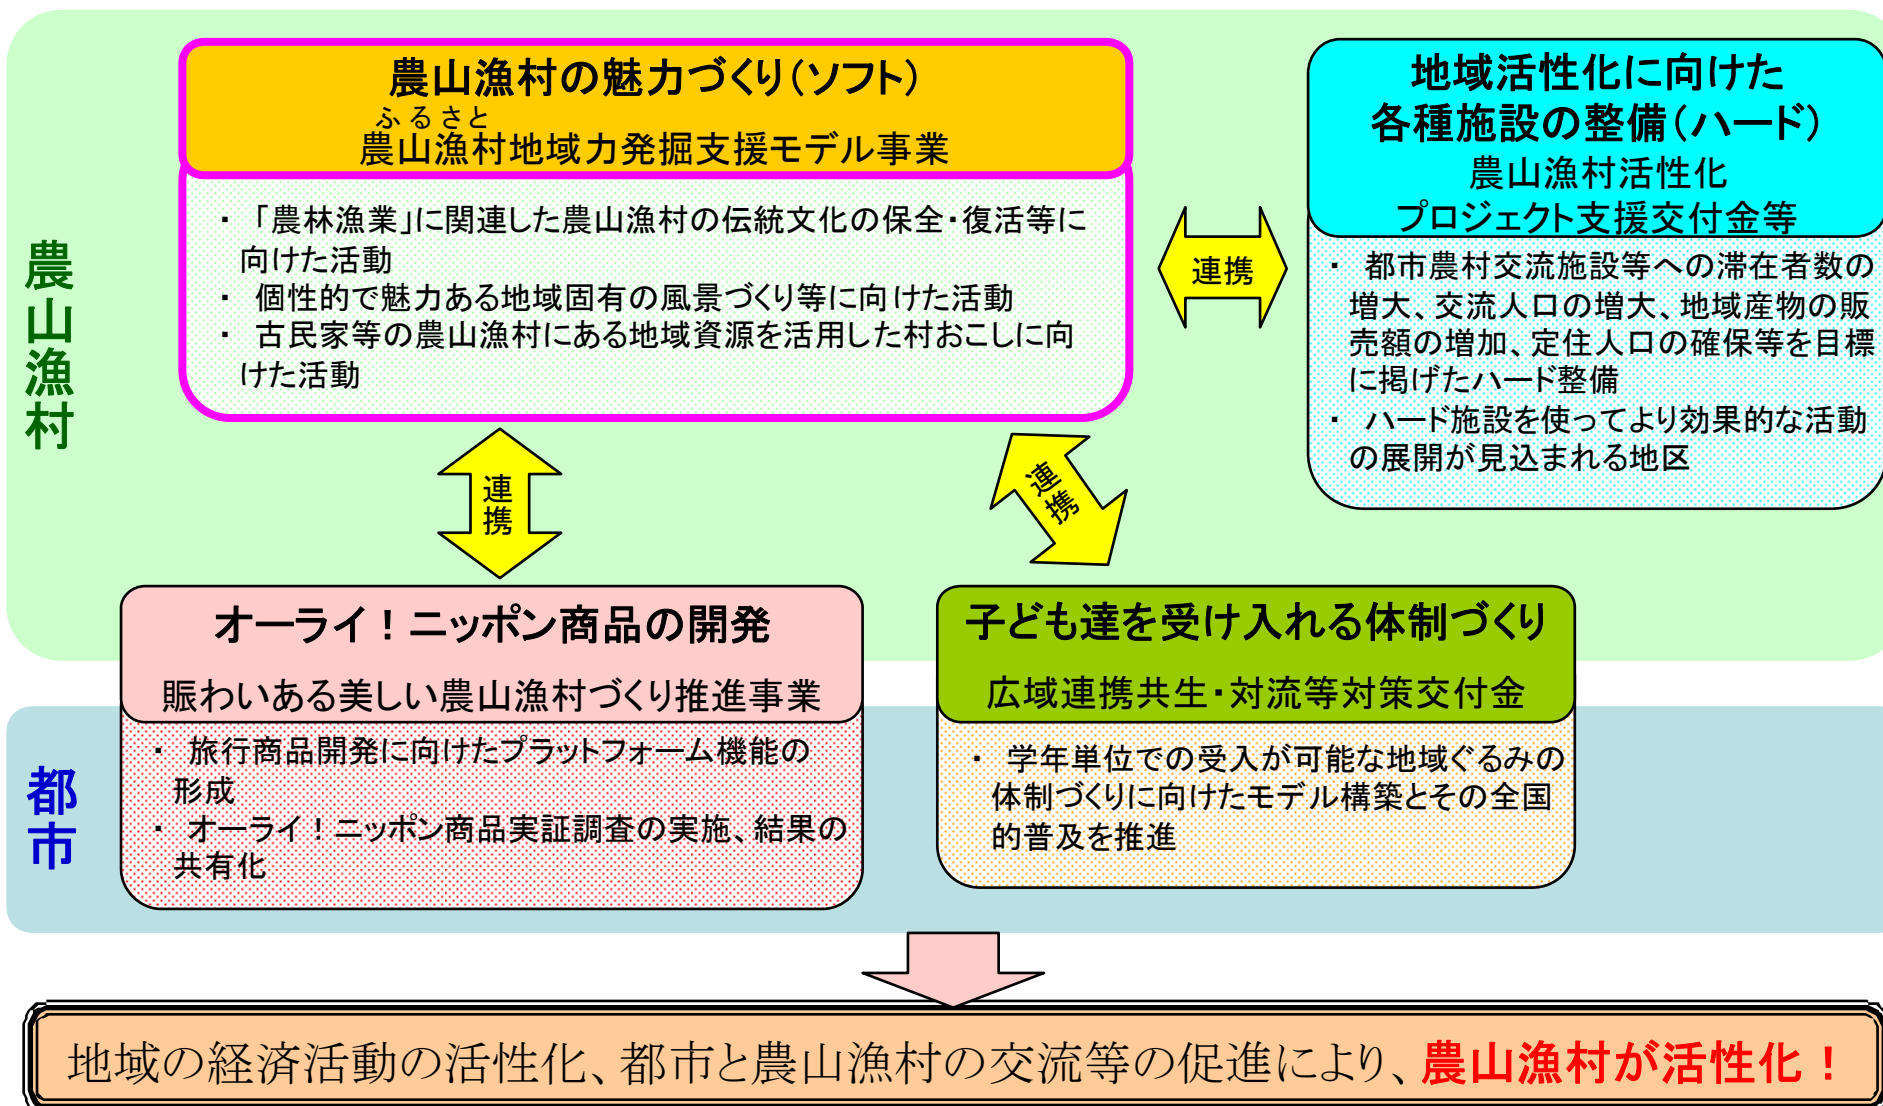 農山漁村の魅力づくり（ソフト）
ふるさと
農山漁村地域力発掘支援モデル事業
・ 「農林漁業」に関連した農山漁村の伝統文化の保全・復活等に
向けた活動
・ 個性的で魅力ある地域固有の風景づくり等に向けた活動
・ 古民家等の農山漁村にある地域資源を活用した村おこしに向
けた活動
連携
地域活性化に向けた
各種施設の整備（ハード）
農山漁村活性化
プロジェクト支援交付金等
・ 都市農村交流施設等への滞在者数の
増大、交流人口の増大、地域産物の販
売額の増加、定住人口の確保等を目標
に掲げたハード整備
・ ハード施設を使ってより効果的な活動
の展開が見込まれる地区
農山漁村
連携
連携
オーライ！ニッポン商品の開発
賑わいある美しい農山漁村づくり推進事業
・ 旅行商品開発に向けたプラットフォーム機能の
形成
・ オーライ！ニッポン商品実証調査の実施、結果の
共有化
子ども達を受け入れる体制づくり
広域連携共生・対流等対策交付金
・ 学年単位での受入が可能な地域ぐるみの
体制づくりに向けたモデル構築とその全国
的普及を推進
都市
地域の経済活動の活性化、都市と農山漁村の交流等の促進により、農山漁村が活性化！